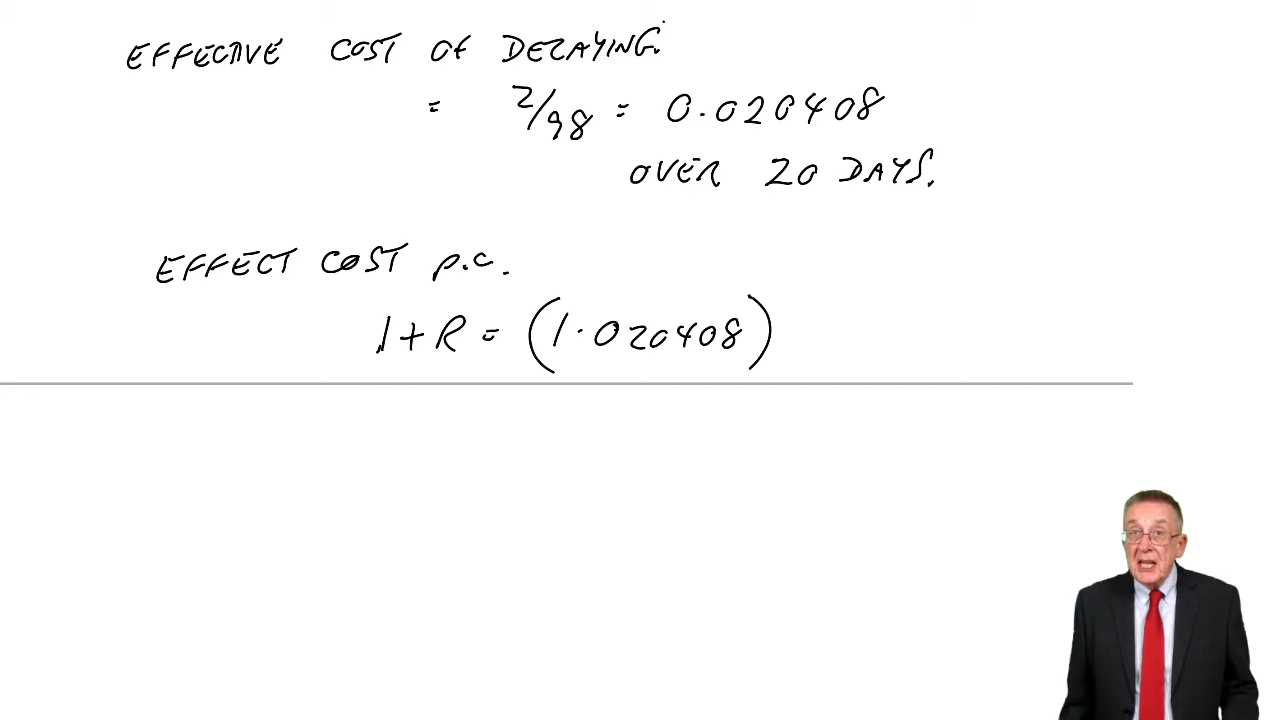 EFFECTIVE COST OF DELAYING.
= 2/98 = 0.020408
OVER 20 DAYS.
EFFECT COST p.a.
1+R = (1.020408)